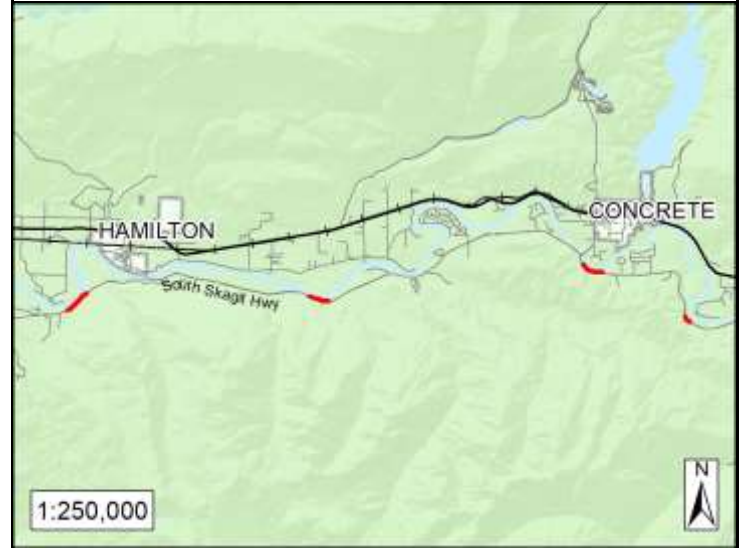 CONCRETE
HAMILTON
South Skagit Hwy
N
1:250,000